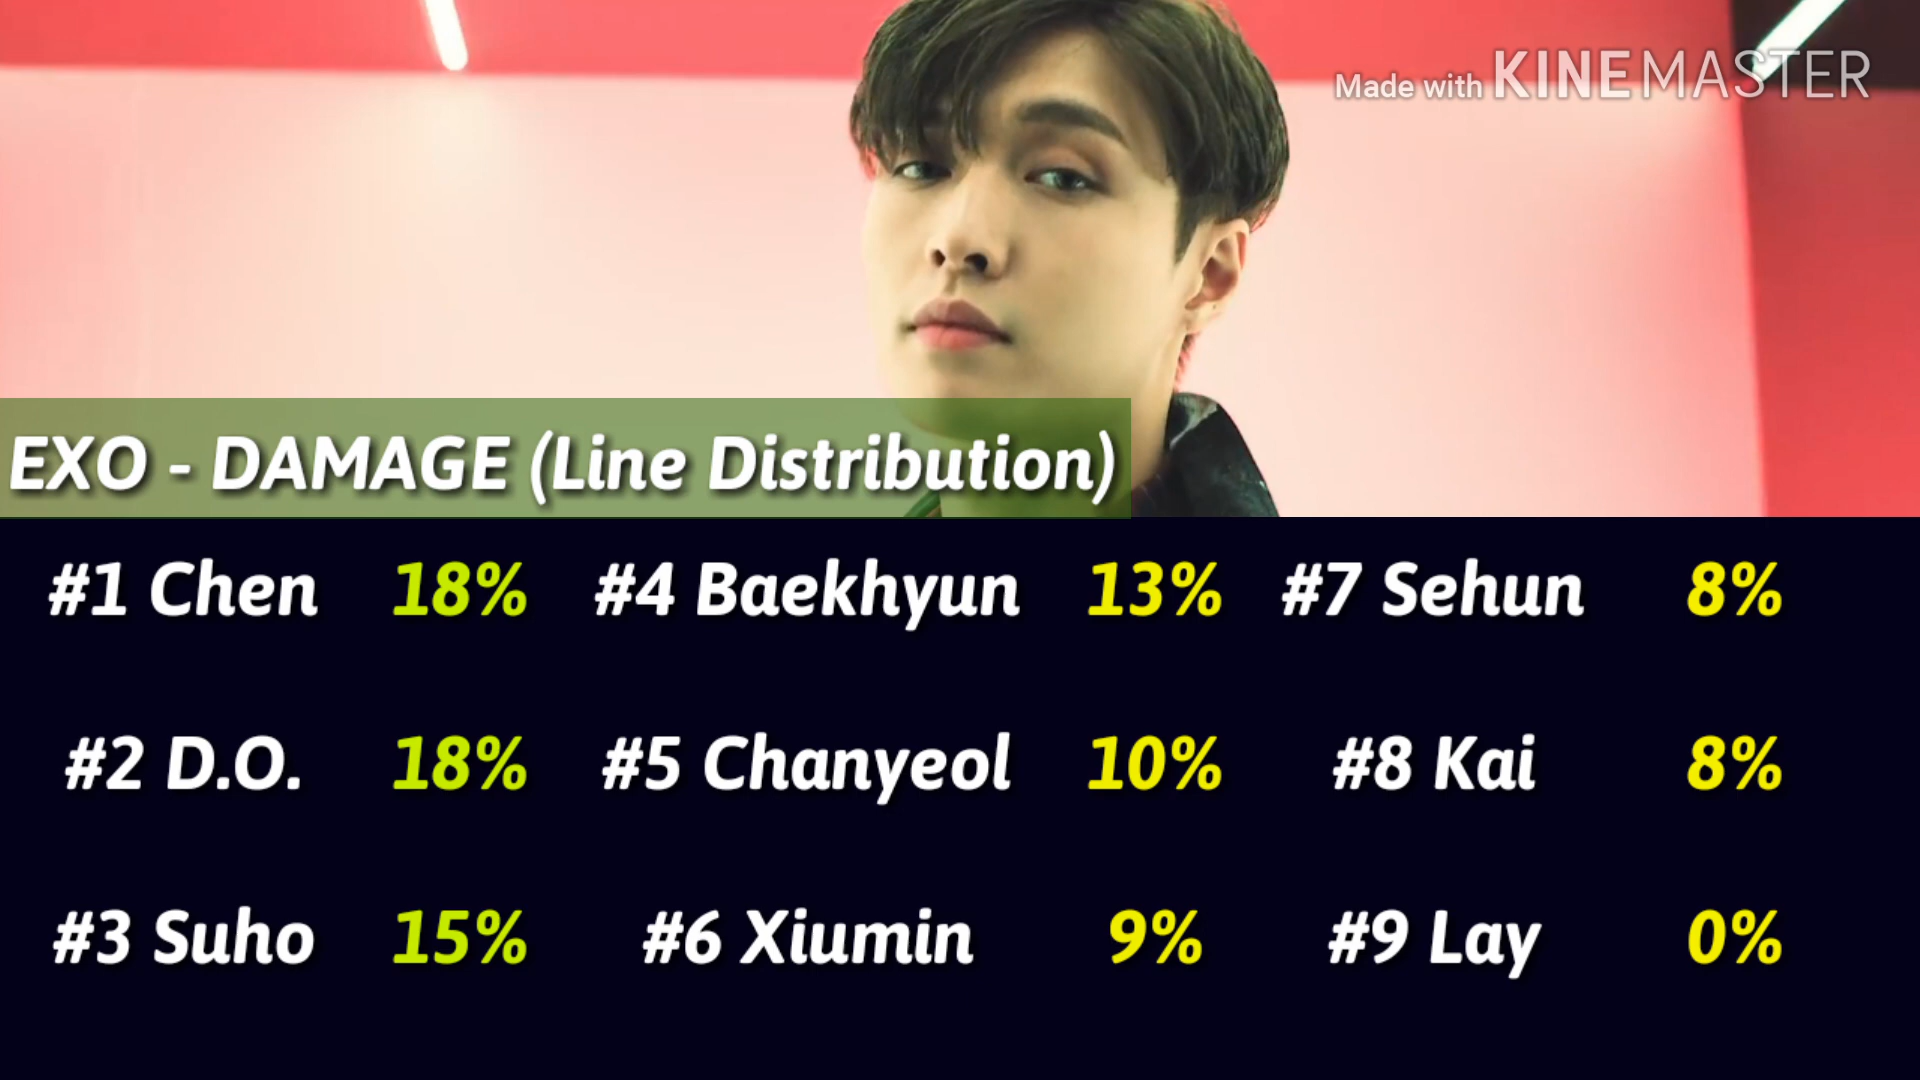 Made with KINEMASTER
EXO - DAMAGE (Line Distribution)
#1 Chen 18% #4 Baekhyun 13% #7 Sehun 8%
#2 D.O. 18% #5 Chanyeol 10% #8 Kai 8%
#3 Suho 15% #6 Xiumin 9% #9 Lay 0%